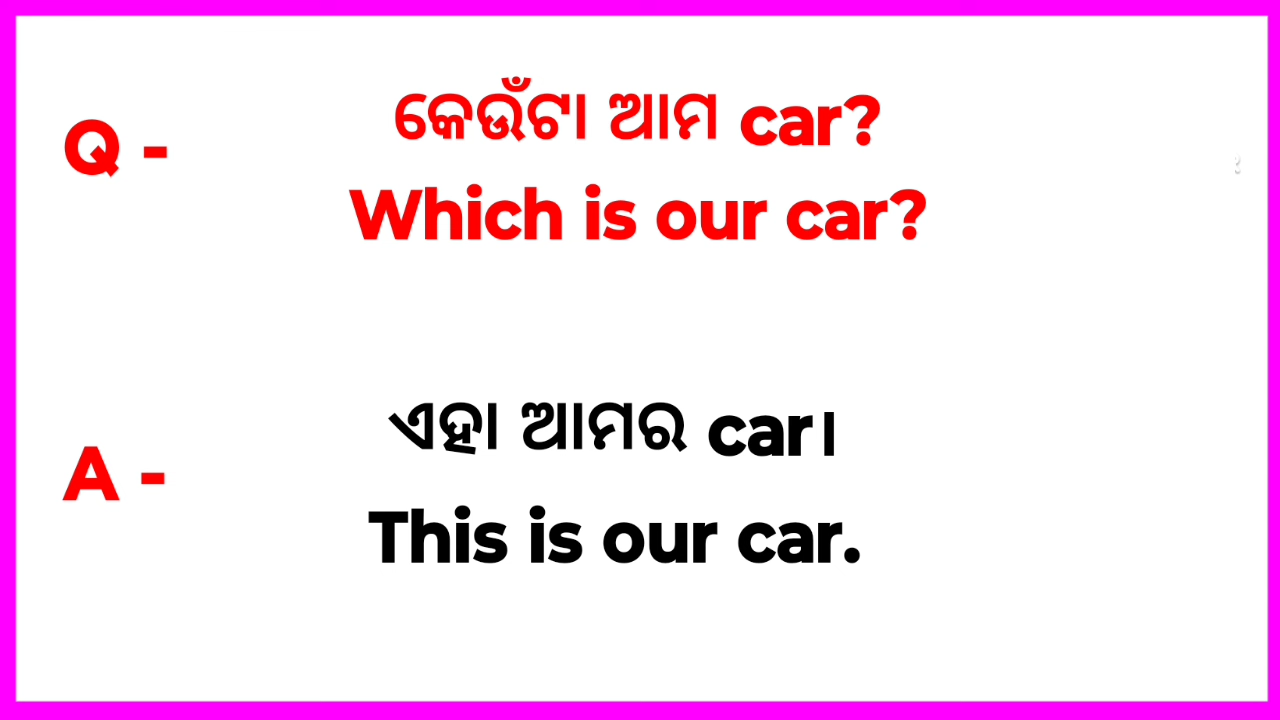 Q -
କେଉଁଟା ଆମ car?
Which is our car?
A -
ଏହା ଆମର car।
This is our car.